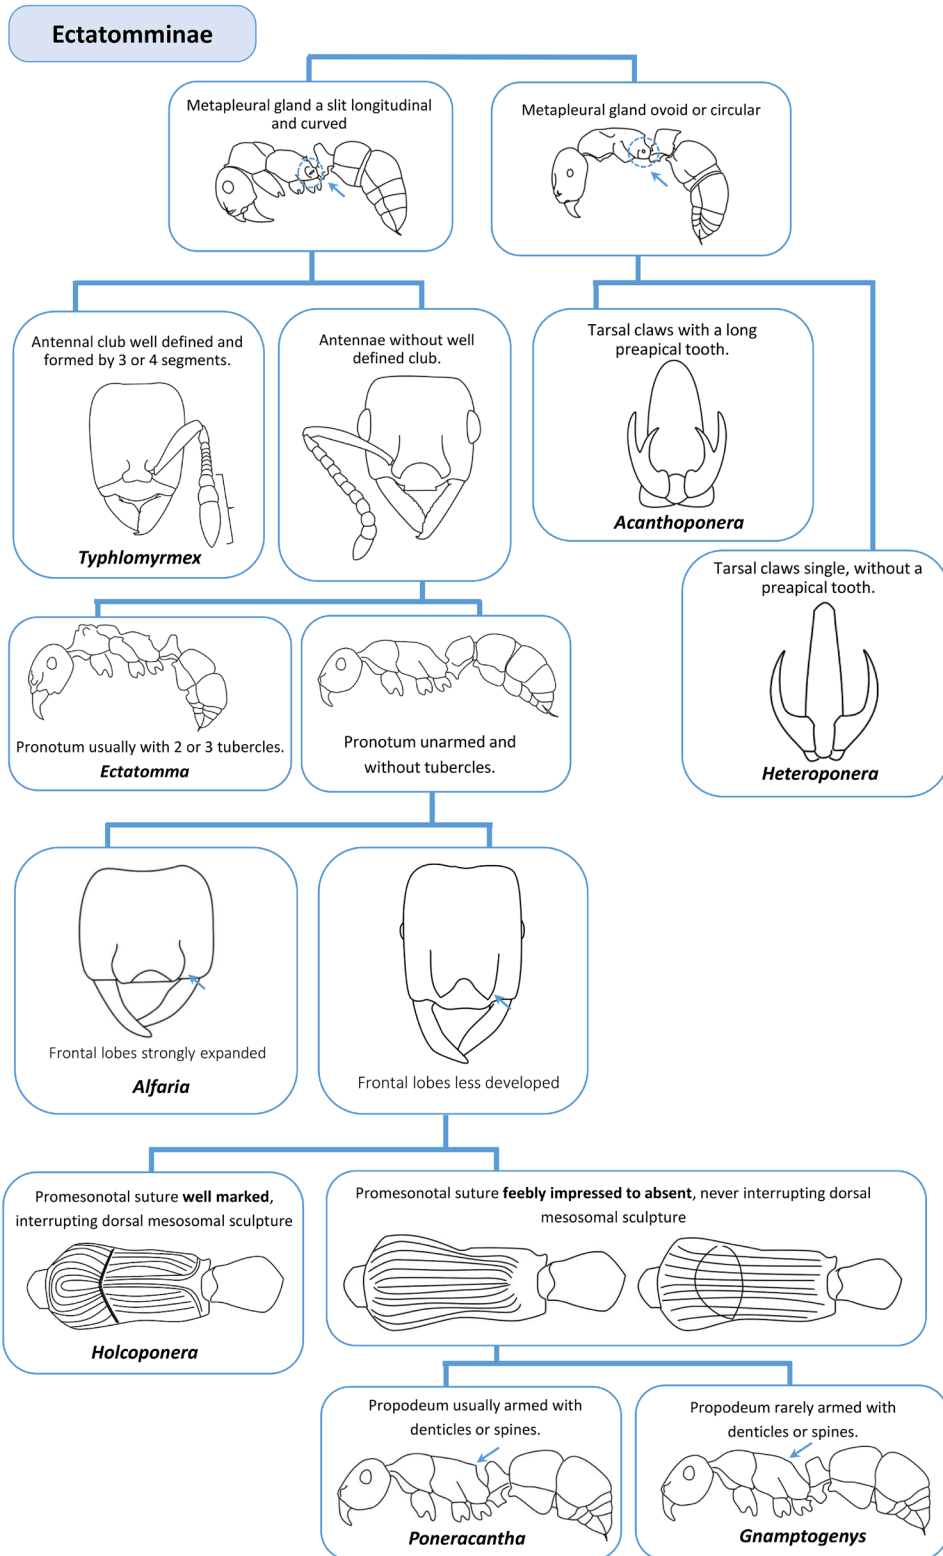 Ectatomminae
Metapleural gland a slit longitudinal
and curved
Metapleural gland ovoid or circular
Antennal club well defined and
formed by 3 or 4 segments.
Typhlomyrmex
Antennae without well
defined club.
Tarsal claws with a long
preapical tooth.
Acanthoponera
Tarsal claws single, without a
preapical tooth.
Heteroponera
Pronotum usually with 2 or 3 tubercles.
Ectatomma
Pronotum unarmed and
without tubercles.
Frontal lobes strongly expanded
Alfaria
Frontal lobes less developed
Promesonotal suture well marked,
interrupting dorsal mesosomal sculpture
Holcoponera
Promesonotal suture feebly impressed to absent, never interrupting dorsal
mesosomal sculpture
Propodeum usually armed with
denticles or spines.
Poneracantha
Propodeum rarely armed with
denticles or spines.
Gnamptogenys